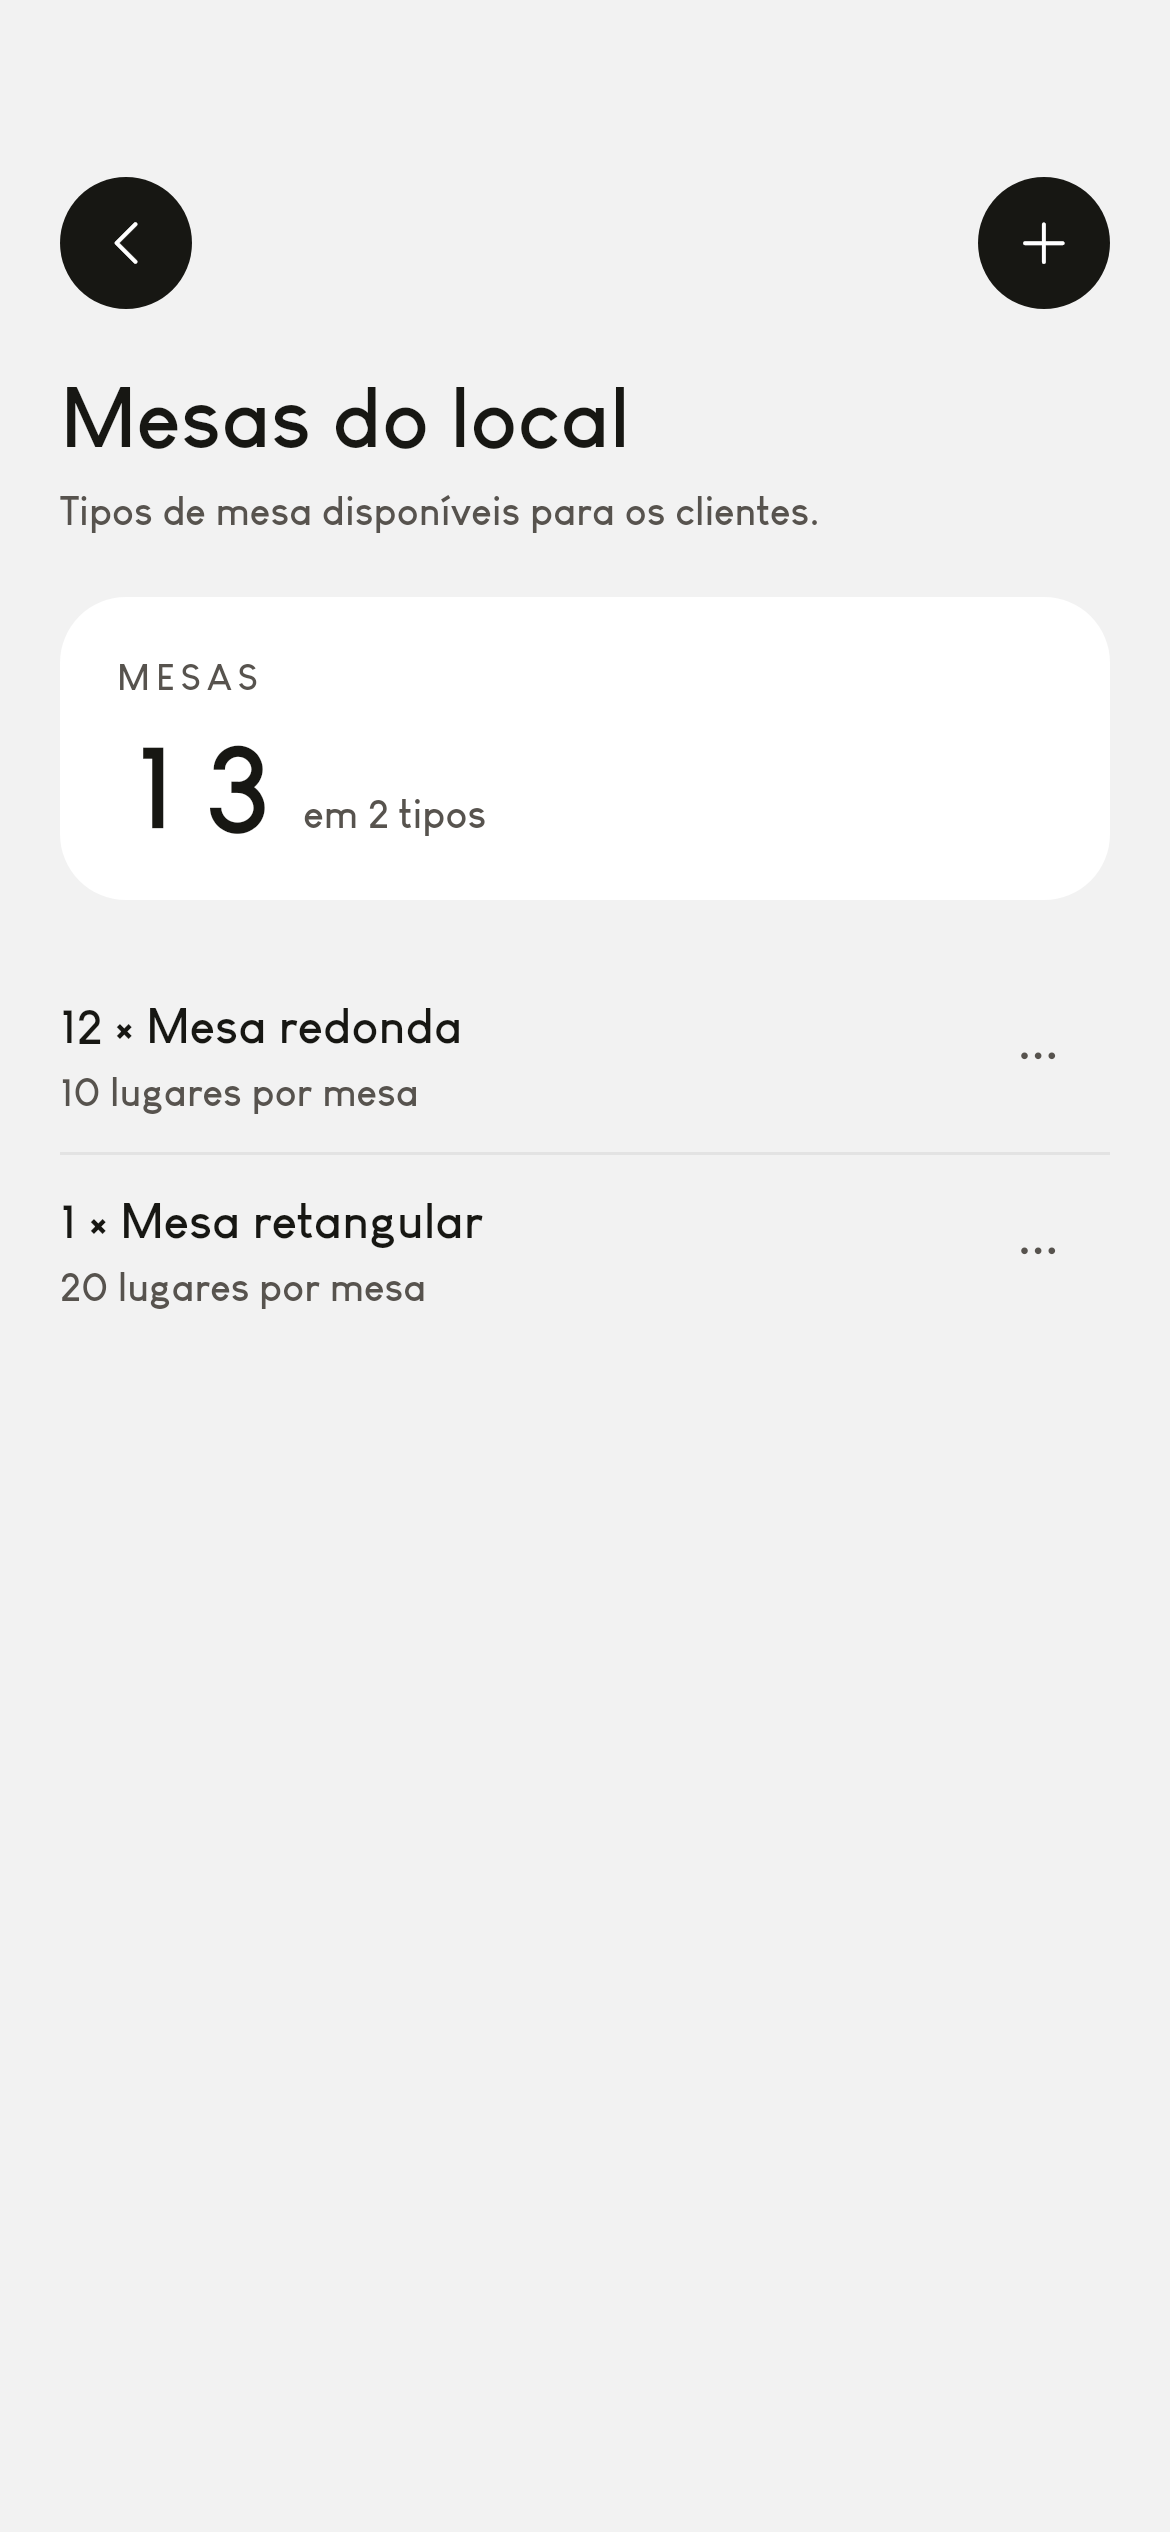 Mesas do local
Tipos de mesa disponíveis para os clientes.
MESAS
13 em 2 tipos
12 × Mesa redonda
10 lugares por mesa
1 × Mesa retangular
20 lugares por mesa